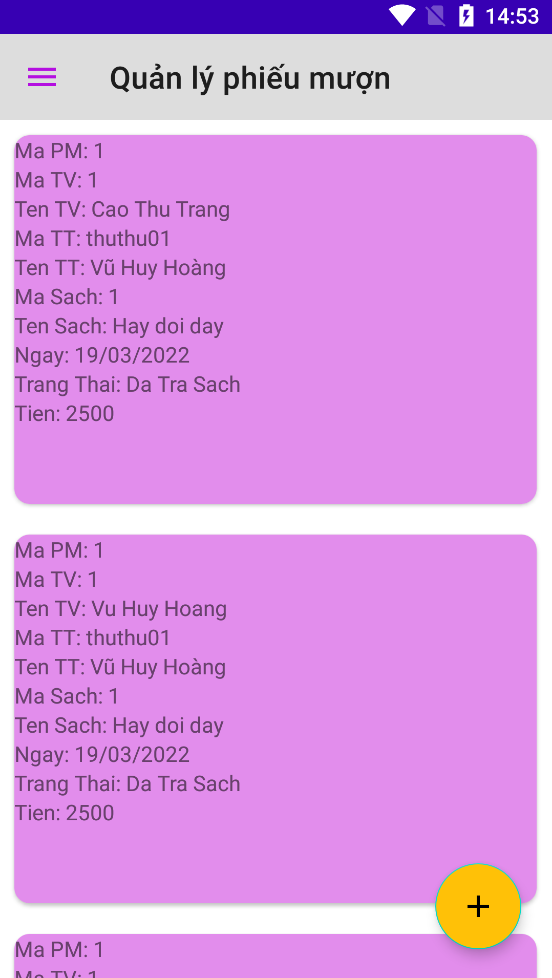 14:53
Quản lý phiếu mượn
Ma PM: 1
Ma TV: 1
Ten TV: Cao Thu Trang
Ma TT: thuthu01
Ten TT: Vũ Huy Hoàng
Ma Sach: 1
Ten Sach: Hay doi day
Ngay: 19/03/2022
Trang Thai: Da Tra Sach
Tien: 2500
Ma PM: 1
Ma TV: 1
Ten TV: Vu Huy Hoang
Ma TT: thuthu01
Ten TT: Vũ Huy Hoàng
Ma Sach: 1
Ten Sach: Hay doi day
Ngay: 19/03/2022
Trang Thai: Da Tra Sach
Tien: 2500
+
Ma PM: 1
Ma TV: 1